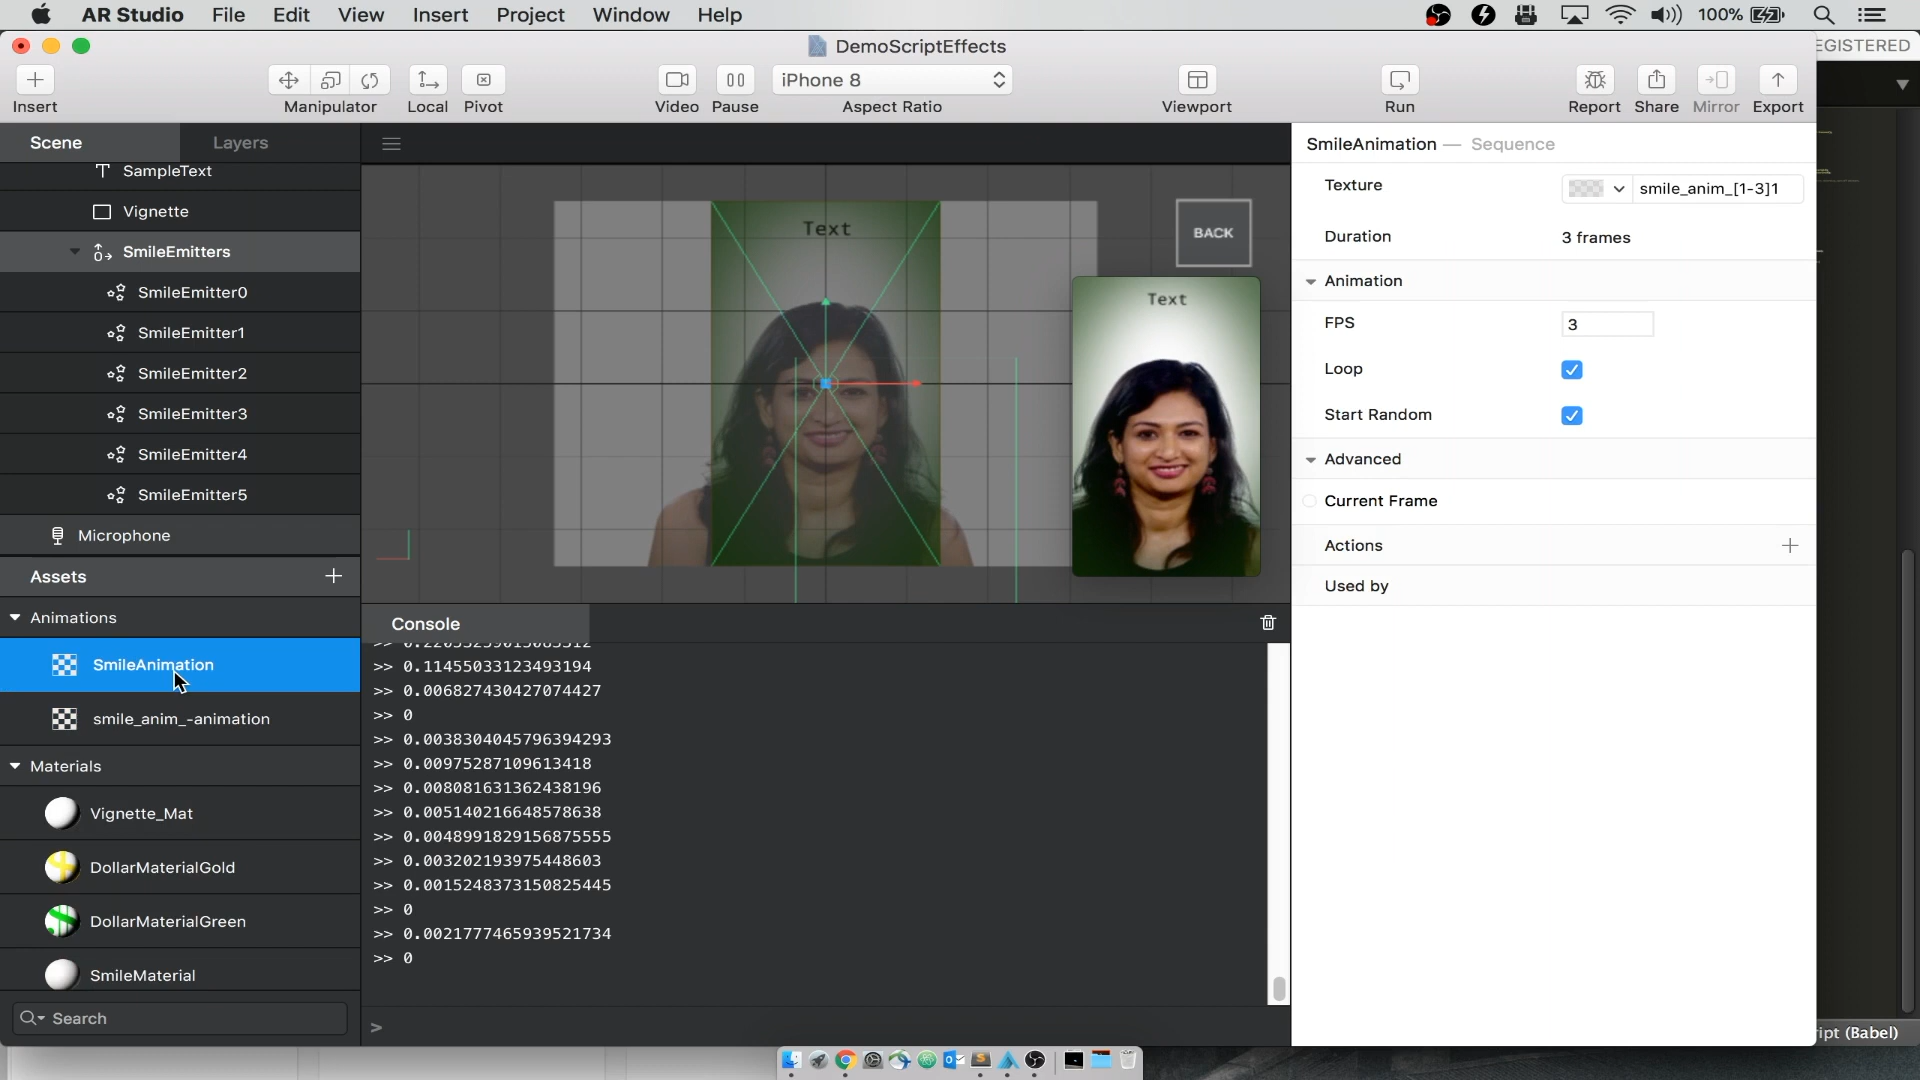 AR Studio File Edit View Insert Project Window Help
100%
DemoScriptEffects
EGISTERED
Insert
Manipulator
Local
Pivot
Video
Pause
iPhone 8
Aspect Ratio
Viewport
Run
Report
Share
Mirror
Export
Scene
Layers
SampleText
Vignette
SmileEmitters
SmileEmitter0
SmileEmitter1
SmileEmitter2
SmileEmitter3
SmileEmitter4
SmileEmitter5
Microphone
Assets
Animations
SmileAnimation
smile_anim_-animation
Materials
Vignette_Mat
DollarMaterialGold
DollarMaterialGreen
SmileMaterial
Search
Text
BACK
Text
Console
>> 0.11455033123493194
>> 0.006827430427074427
>> 0
>> 0.0038304045796394293
>> 0.00975287109613418
>> 0.008081631362438196
>> 0.005140216648578638
>> 0.0048991829156875555
>> 0.003202193975448603
>> 0.0015248373150825445
>> 0
>> 0.0021777465939521734
>> 0
>
SmileAnimation — Sequence
Texture
smile_anim_[1-3]1
Duration
3 frames
Animation
FPS
3
Loop
Start Random
Advanced
Current Frame
Actions
Used by
ript (Babel)